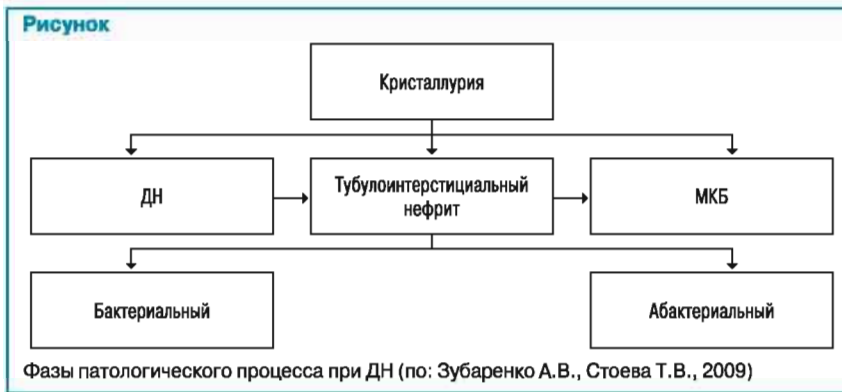 Рисунок
Кристаллурия
ДН
Тубулоинтерстициальный
нефрит
МКБ
Бактериальный
Абактериальный
Фазы патологического процесса при ДН (по: Зубаренко А.В., Стоева Т.В., 2009)